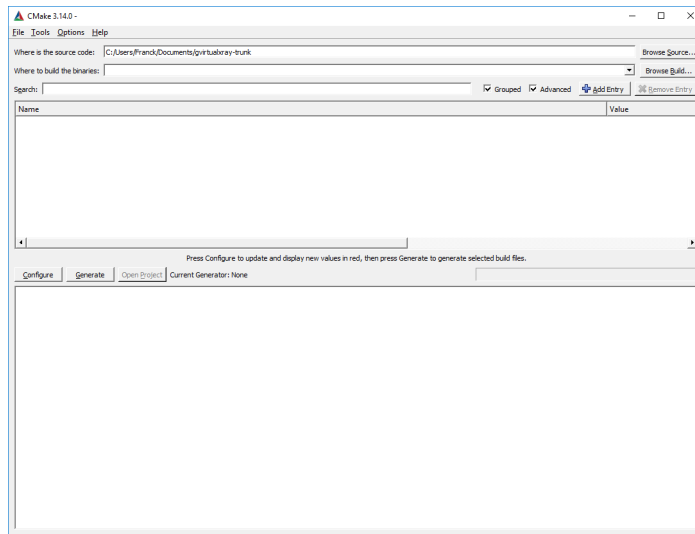 CMake 3.14.0 -
File Tools Options Help
Where is the source code: C:/Users/Franck/Documents/gvirtualxray-trunk Browse Source...
Where to build the binaries: Browse Build...
Search: Grouped Advanced Add Entry Remove Entry
Name Value
Press Configure to update and display new values in red, then press Generate to generate selected build files.
Configure Generate Open Project Current Generator: None